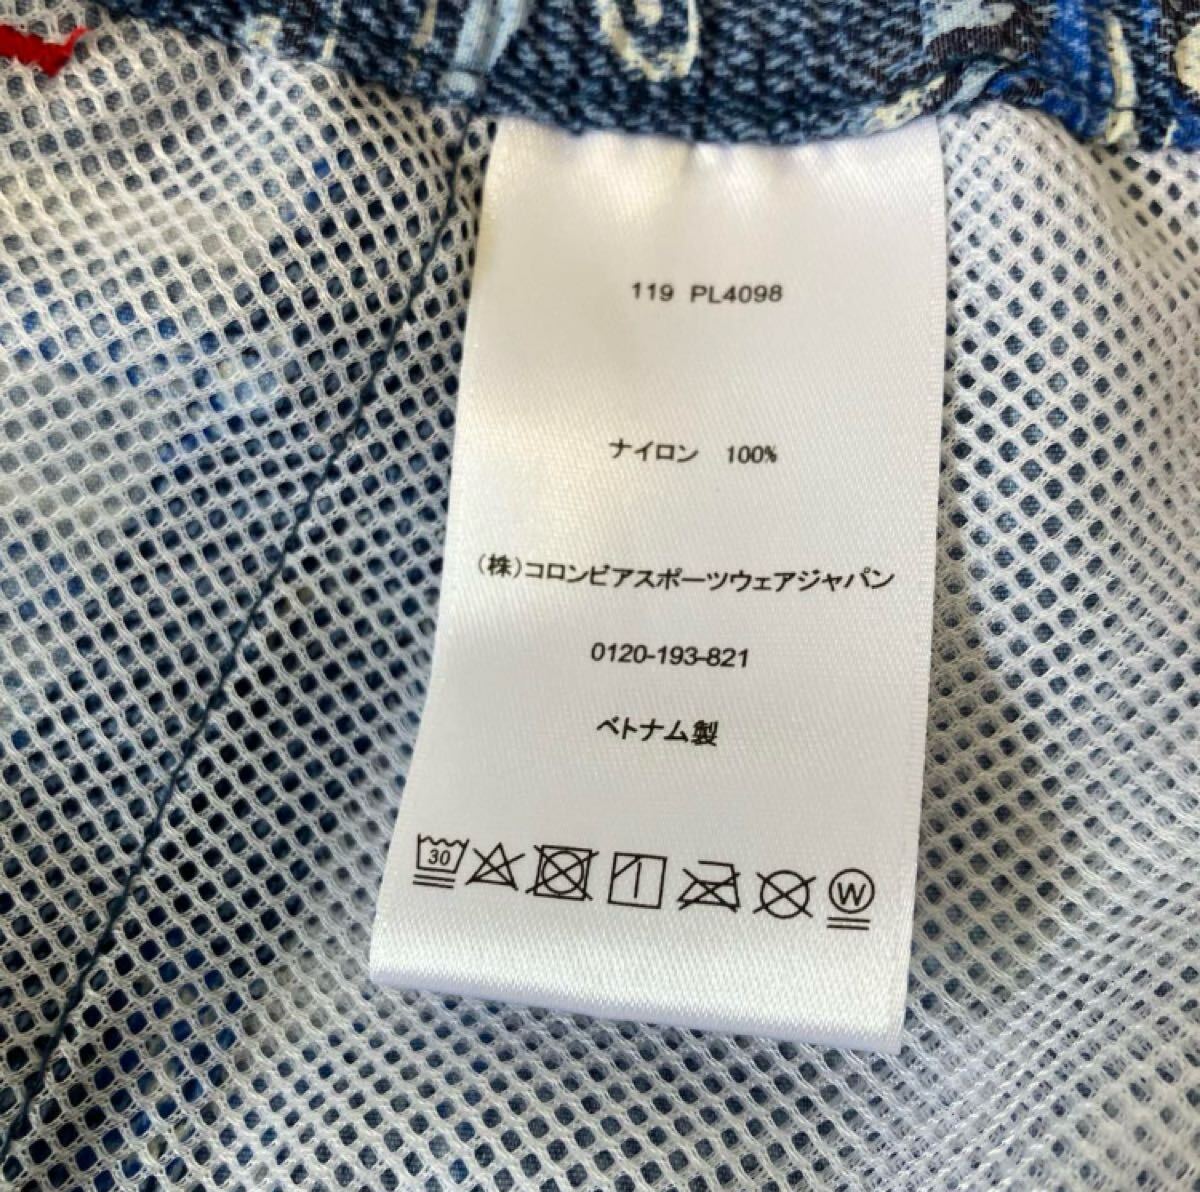 119 PL4098
ナイロン 100%
(株)コロンビアスポーツウェアジャパン
0120-193-821
ベトナム製
30 W